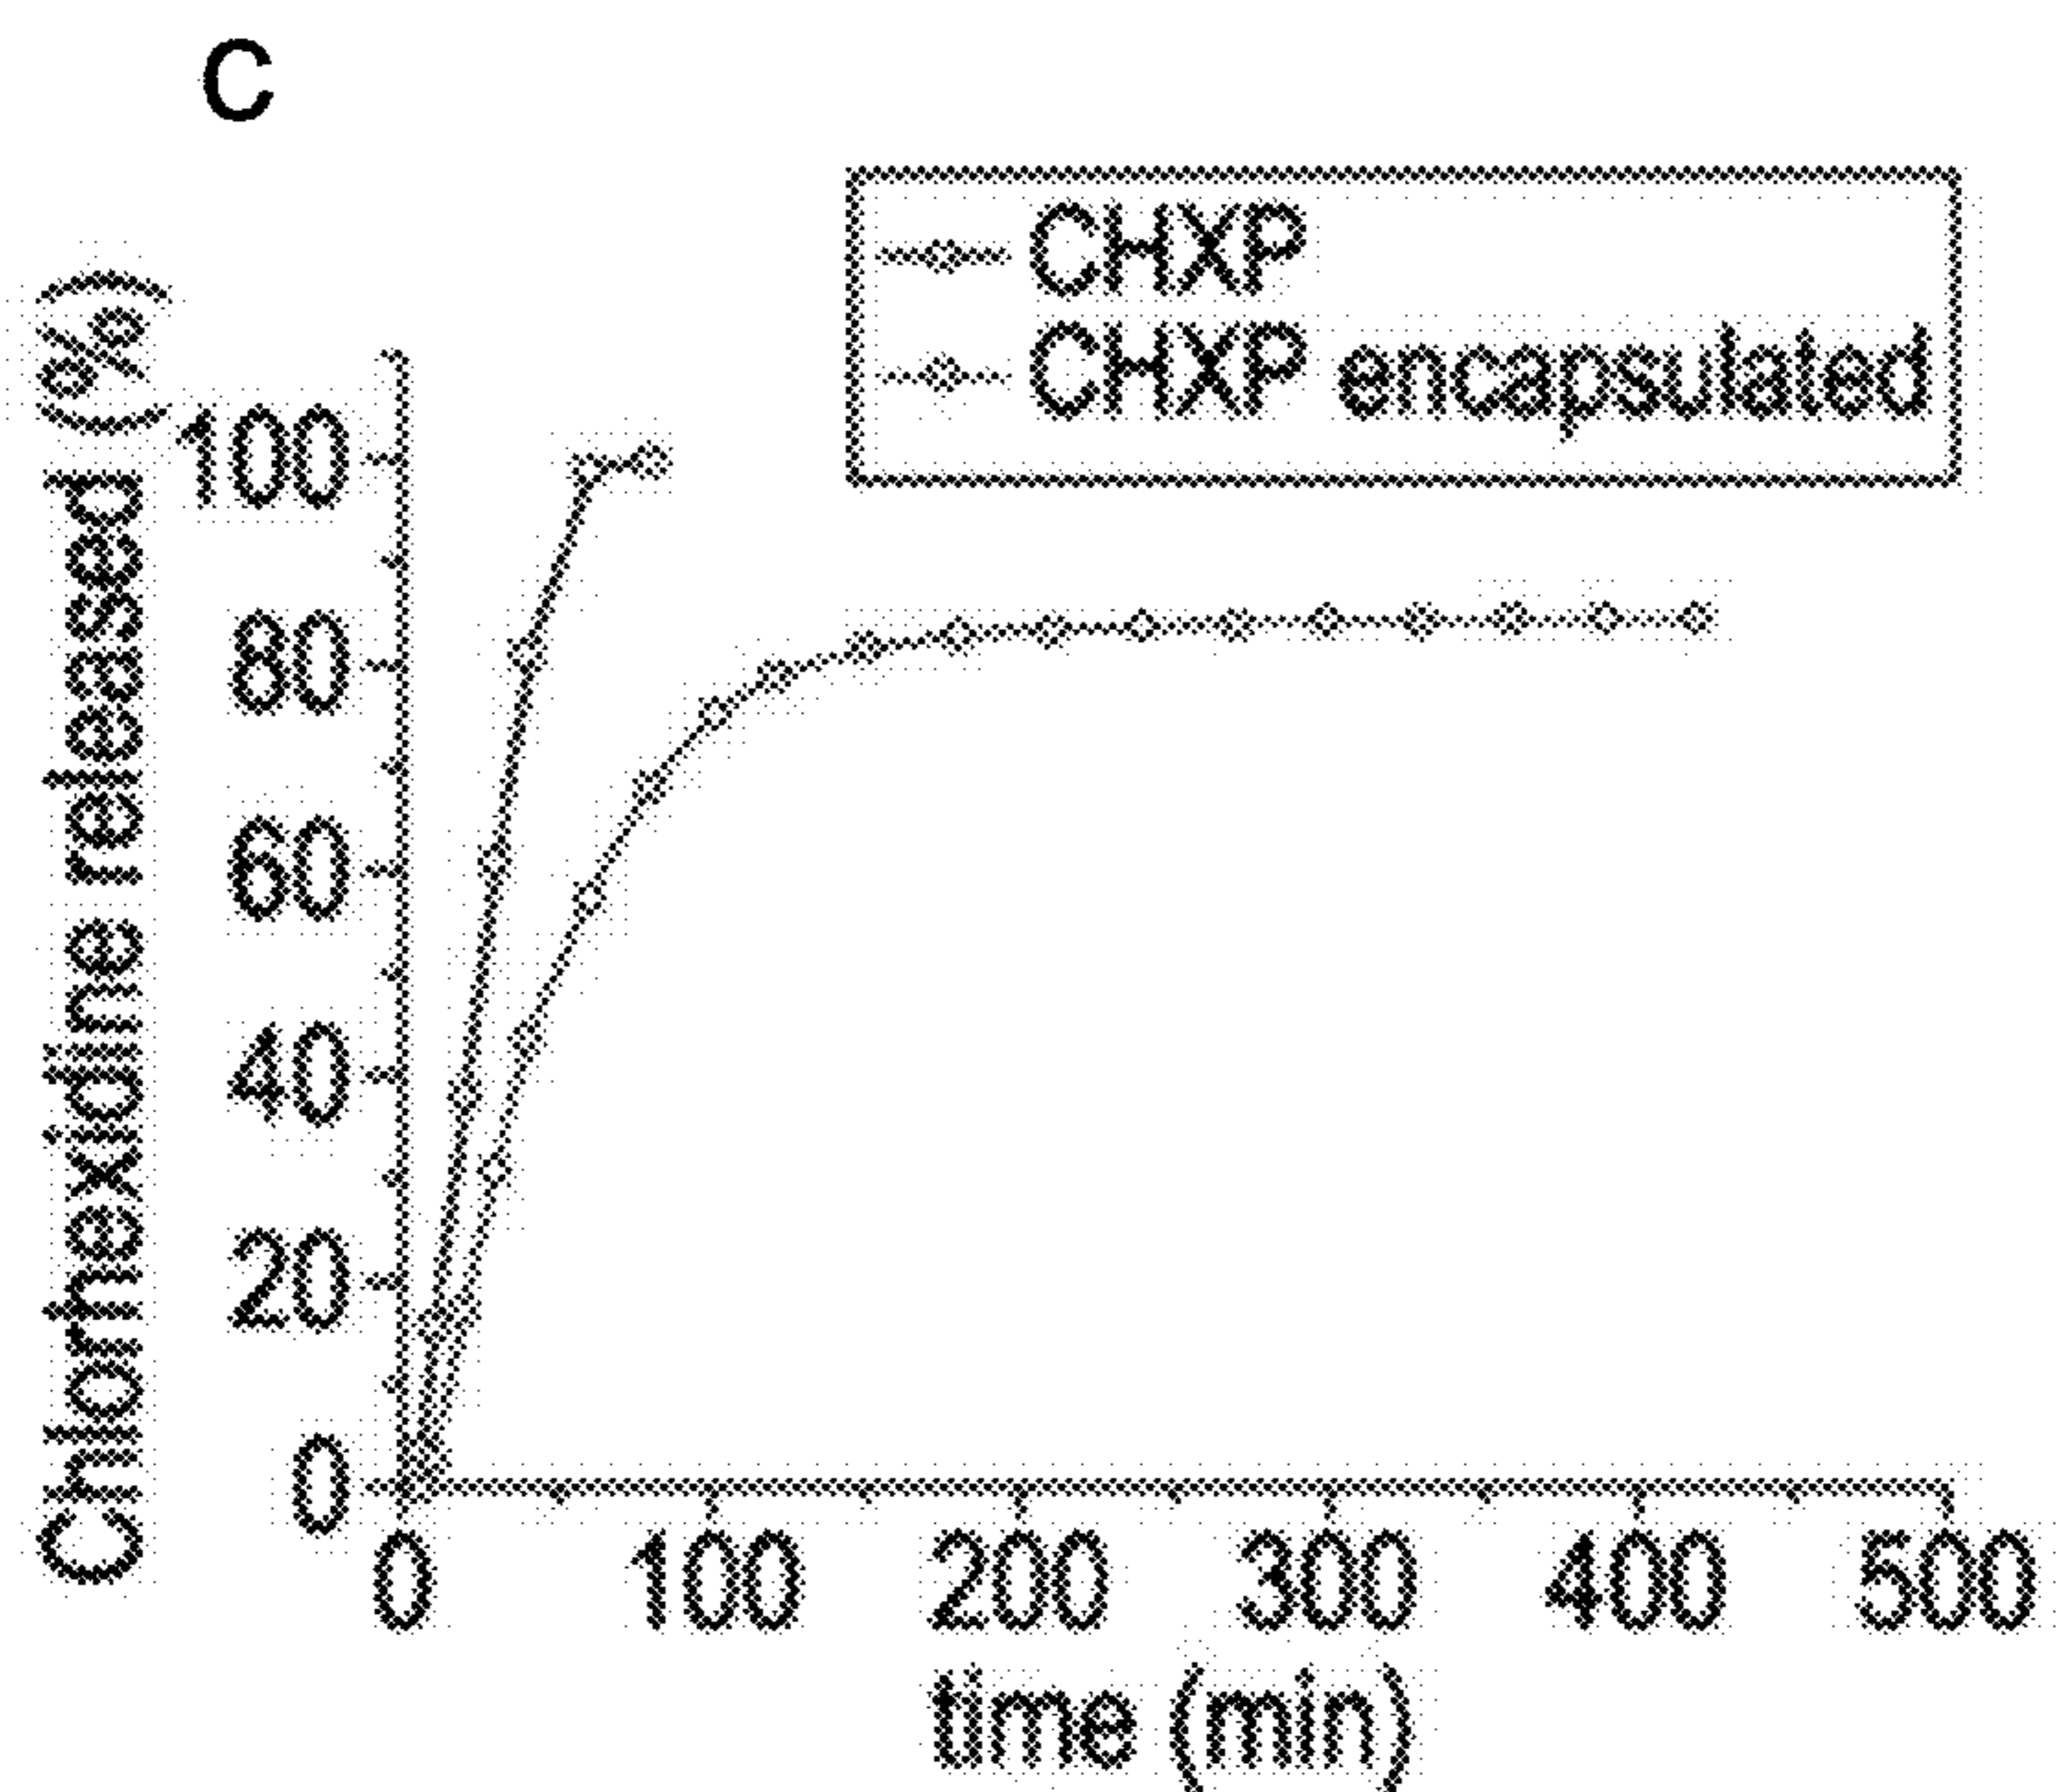 C
CHXP
CHXP encapsulated
Chlorhexidine released (%)
100
80
60
40
20
0
0 100 200 300 400 500
time (min)